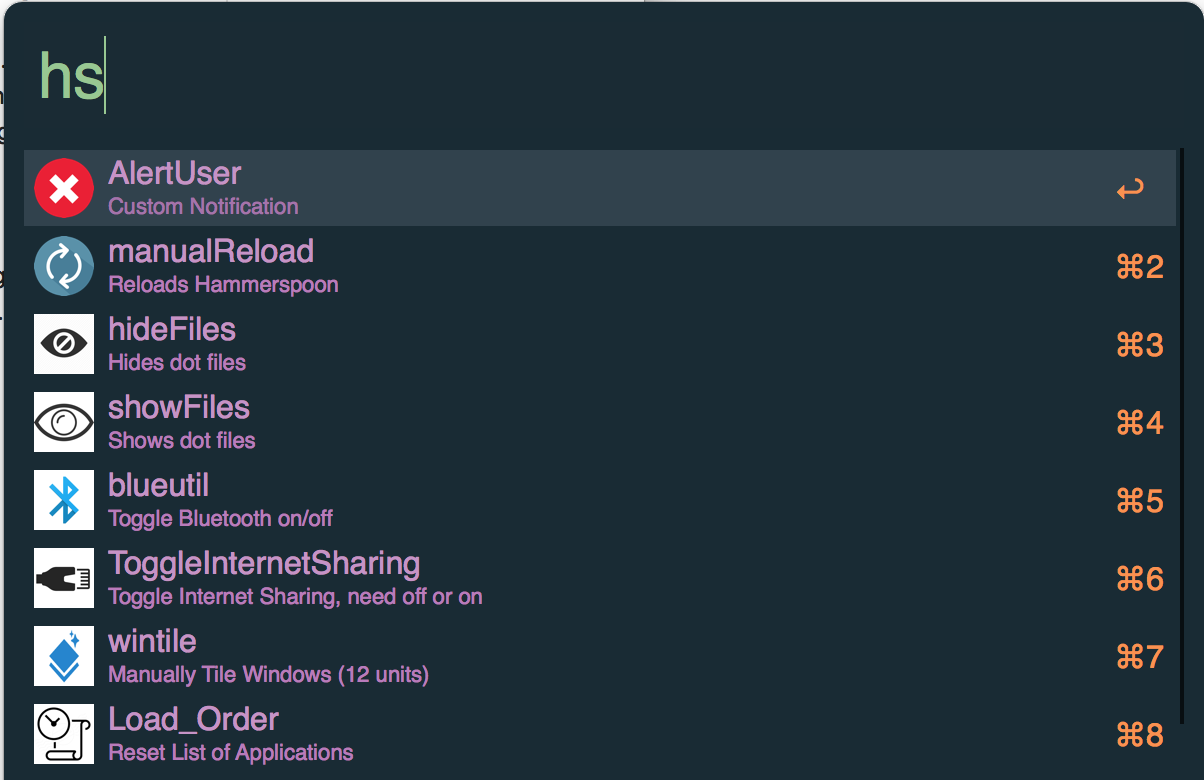 hs
AlertUser
Custom Notification
↩
manualReload
Reloads Hammerspoon
⌘2
hideFiles
Hides dot files
⌘3
showFiles
Shows dot files
⌘4
blueutil
Toggle Bluetooth on/off
⌘5
ToggleInternetSharing
Toggle Internet Sharing, need off or on
⌘6
wintile
Manually Tile Windows (12 units)
⌘7
Load_Order
Reset List of Applications
⌘8